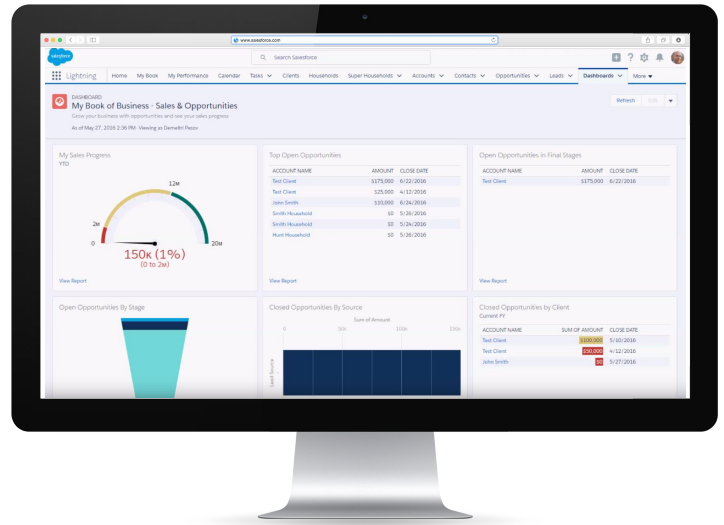 www.salesforce.com
salesforce
Search Salesforce
Lightning Home My Book My Performance Calendar Tasks Clients Households Super Households Accounts Contacts Opportunities Leads Dashboards More
DASHBOARD
My Book of Business - Sales & Opportunities
Grow your business with opportunities and see your sales progress
As of May 27, 2016 2:36 PM· Viewing as Demeitri Perov
Refresh Edit
My Sales Progress
YTD
12M
2M
0
20M
150K (1%)
(0 to 2M)
View Report
Top Open Opportunities
ACCOUNT NAME AMOUNT CLOSE DATE
Test Client $175,000 6/22/2016
Test Client $25,000 4/13/2016
John Smith $10,000 6/24/2016
Smith Household $0 5/26/2016
Smith Household $0 5/24/2016
Hunt Household $0 5/26/2016
View Report
Open Opportunities in Final Stages
ACCOUNT NAME AMOUNT CLOSE DATE
Test Client $175,000 6/22/2016
View Report
Open Opportunities By Stage
Closed Opportunities By Source
Sum of Amount
0 50K 100K 150K
Lead Source
Closed Opportunities by Client
Current FY
ACCOUNT NAME SUM OF AMOUNT CLOSE DATE
Test Client $100,000 5/10/2016
Test Client $50,000 4/12/2016
John Smith $0 5/27/2016